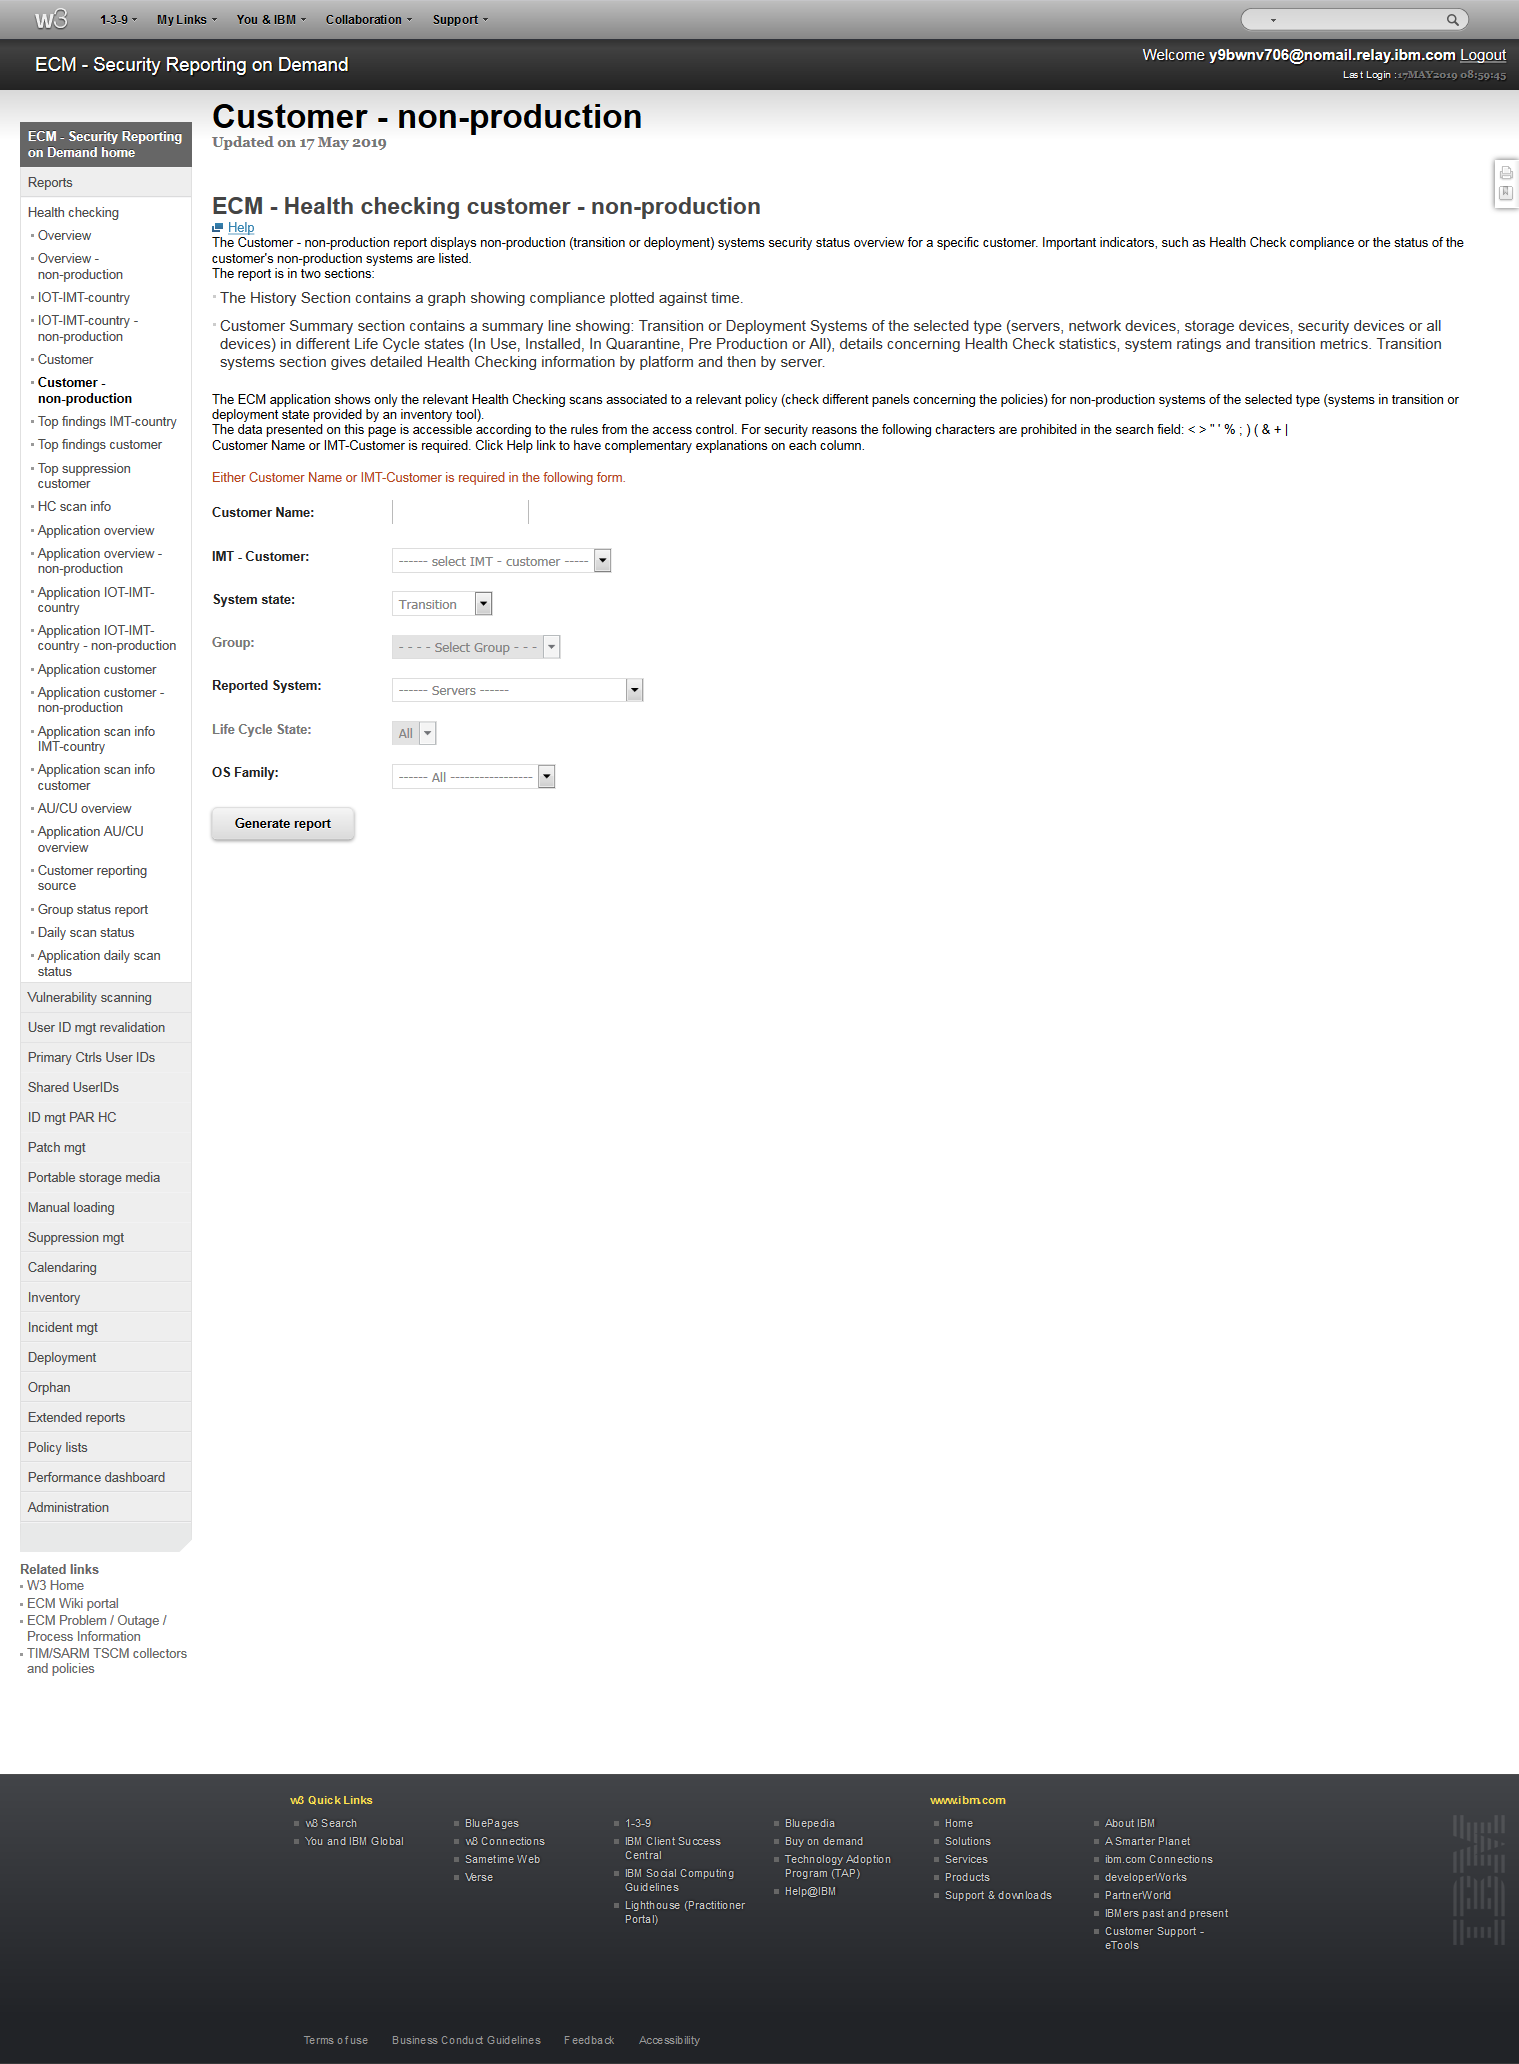 w3 1-3-9 My Links You & IBM Collaboration Support
ECM - Security Reporting on Demand
Welcome y9bwnv706@nomail.relay.ibm.com Logout
Last Login :17MAY2019 08:59:45
Customer - non-production
Updated on 17 May 2019
ECM - Security Reporting
on Demand home
Reports
Health checking
Overview
Overview -
non-production
IOT-IMT-country
IOT-IMT-country -
non-production
Customer
Customer -
non-production
Top findings IMT-country
Top findings customer
Top suppression
customer
HC scan info
Application overview
Application overview -
non-production
Application IOT-IMT-
country
Application IOT-IMT-
country - non-production
Application customer
Application customer -
non-production
Application scan info
IMT-country
Application scan info
customer
AU/CU overview
Application AU/CU
overview
Customer reporting
source
Group status report
Daily scan status
Application daily scan
status
Vulnerability scanning
User ID mgt revalidation
Primary Ctrls User IDs
Shared UserIDs
ID mgt PAR HC
Patch mgt
Portable storage media
Manual loading
Suppression mgt
Calendaring
Inventory
Incident mgt
Deployment
Orphan
Extended reports
Policy lists
Performance dashboard
Administration
Related links
W3 Home
ECM Wiki portal
ECM Problem / Outage /
Process Information
TIM/SARM TSCM collectors
and policies
ECM - Health checking customer - non-production
Help
The Customer - non-production report displays non-production (transition or deployment) systems security status overview for a specific customer. Important indicators, such as Health Check compliance or the status of the
customer's non-production systems are listed.
The report is in two sections:
The History Section contains a graph showing compliance plotted against time.
Customer Summary section contains a summary line showing: Transition or Deployment Systems of the selected type (servers, network devices, storage devices, security devices or all
devices) in different Life Cycle states (In Use, Installed, In Quarantine, Pre Production or All), details concerning Health Check statistics, system ratings and transition metrics. Transition
systems section gives detailed Health Checking information by platform and then by server.
The ECM application shows only the relevant Health Checking scans associated to a relevant policy (check different panels concerning the policies) for non-production systems of the selected type (systems in transition or
deployment state provided by an inventory tool).
The data presented on this page is accessible according to the rules from the access control. For security reasons the following characters are prohibited in the search field: < > " ' % ; ) ( & + |
Customer Name or IMT-Customer is required. Click Help link to have complementary explanations on each column.
Either Customer Name or IMT-Customer is required in the following form.
Customer Name:
IMT - Customer: ------ select IMT - customer -----
System state: Transition
Group: - - - - Select Group - - -
Reported System: ------ Servers ------
Life Cycle State: All
OS Family: ------ All -----------------
Generate report
w3 Quick Links
w3 Search
You and IBM Global
BluePages
w3 Connections
Sametime Web
Verse
1-3-9
IBM Client Success
Central
IBM Social Computing
Guidelines
Lighthouse (Practitioner
Portal)
Bluepedia
Buy on demand
Technology Adoption
Program (TAP)
Help@IBM
www.ibm.com
Home
Solutions
Services
Products
Support & downloads
About IBM
A Smarter Planet
ibm.com Connections
developerWorks
PartnerWorld
IBMers past and present
Customer Support -
eTools
IBM
Terms of use Business Conduct Guidelines Feedback Accessibility